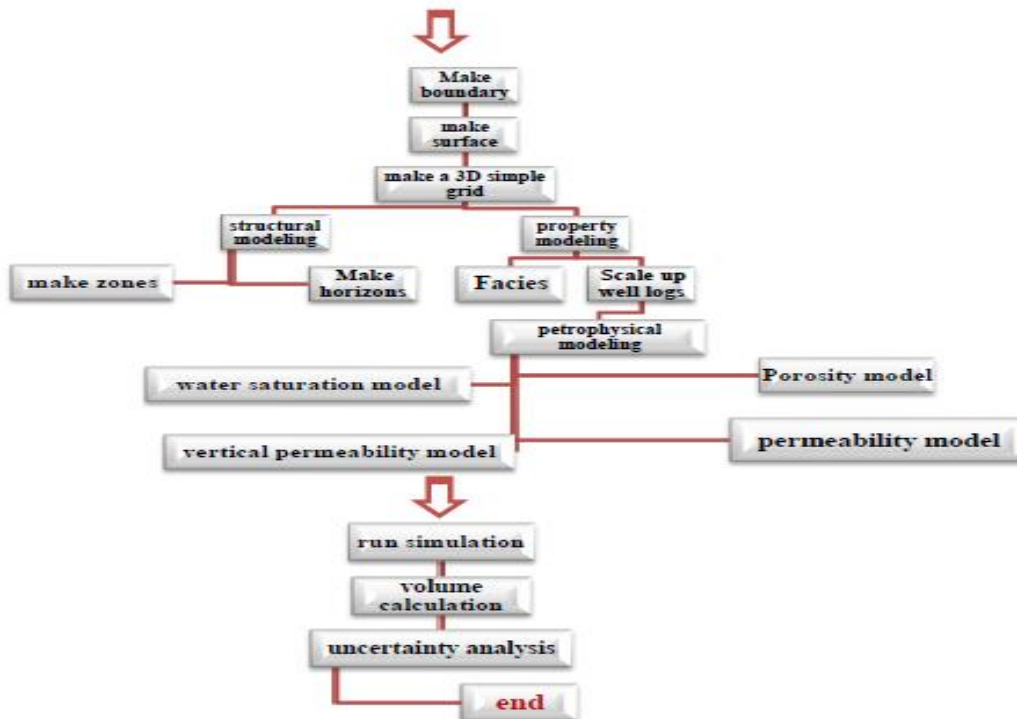 Make
boundary
make
surface
make a 3D simple
grid
structural
modeling
property
modeling
make zones
Make
horizons
Facies
Scale up
well logs
petrophysical
modeling
water saturation model
Porosity model
vertical permeability model
permeability model
run simulation
volume
calculation
uncertainty analysis
end